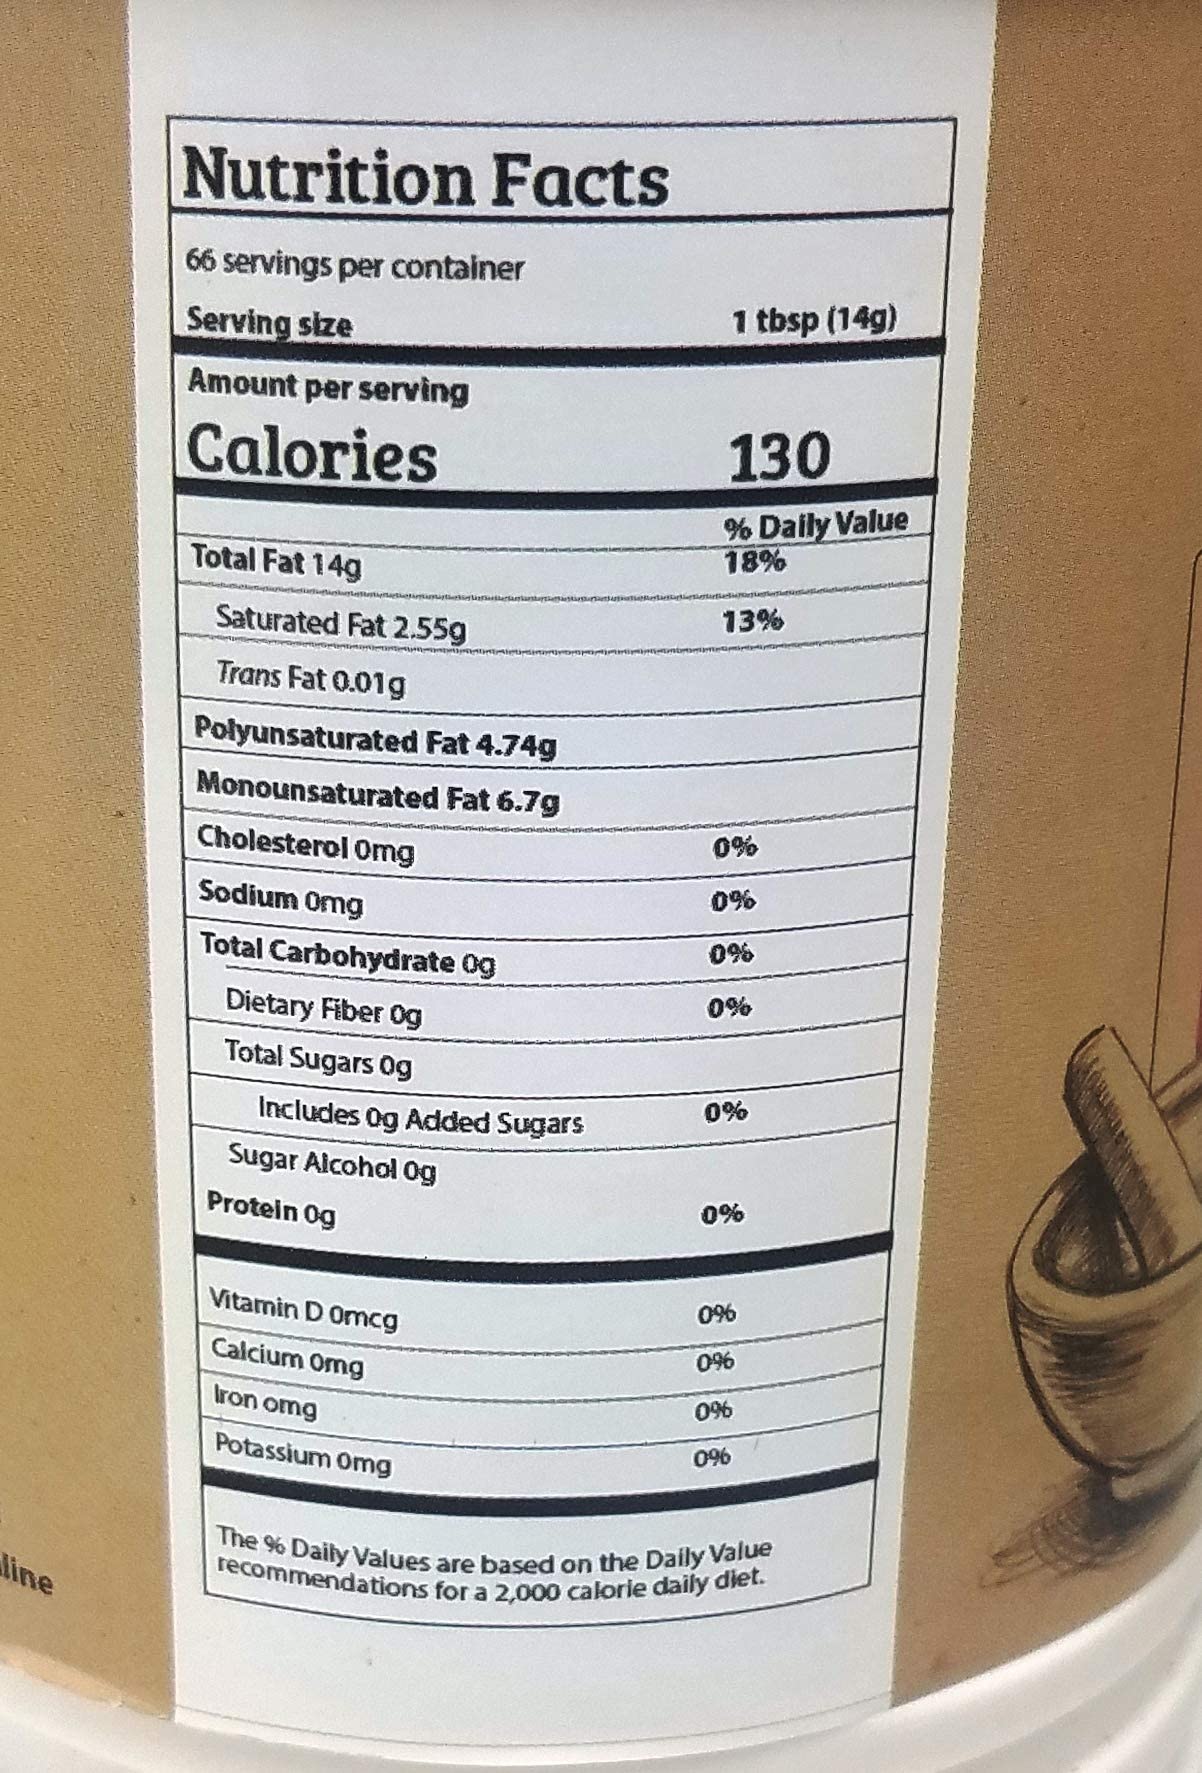 Nutrition Facts
66 servings per container
Serving size 1 tbsp (14g)
Amount per serving
Calories 130
% Daily Value
Total Fat 14g 18%
Saturated Fat 2.55g 13%
Trans Fat 0.01g
Polyunsaturated Fat 4.74g
Monounsaturated Fat 6.7g
Cholesterol 0mg 0%
Sodium 0mg 0%
Total Carbohydrate 0g 0%
Dietary Fiber 0g 0%
Total Sugars 0g
Includes 0g Added Sugars 0%
Sugar Alcohol 0g
Protein 0g 0%
Vitamin D 0mcg 0%
Calcium 0mg 0%
Iron omg 0%
Potassium 0mg 0%
The % Daily Values are based on the Daily Value
recommendations for a 2,000 calorie daily diet.